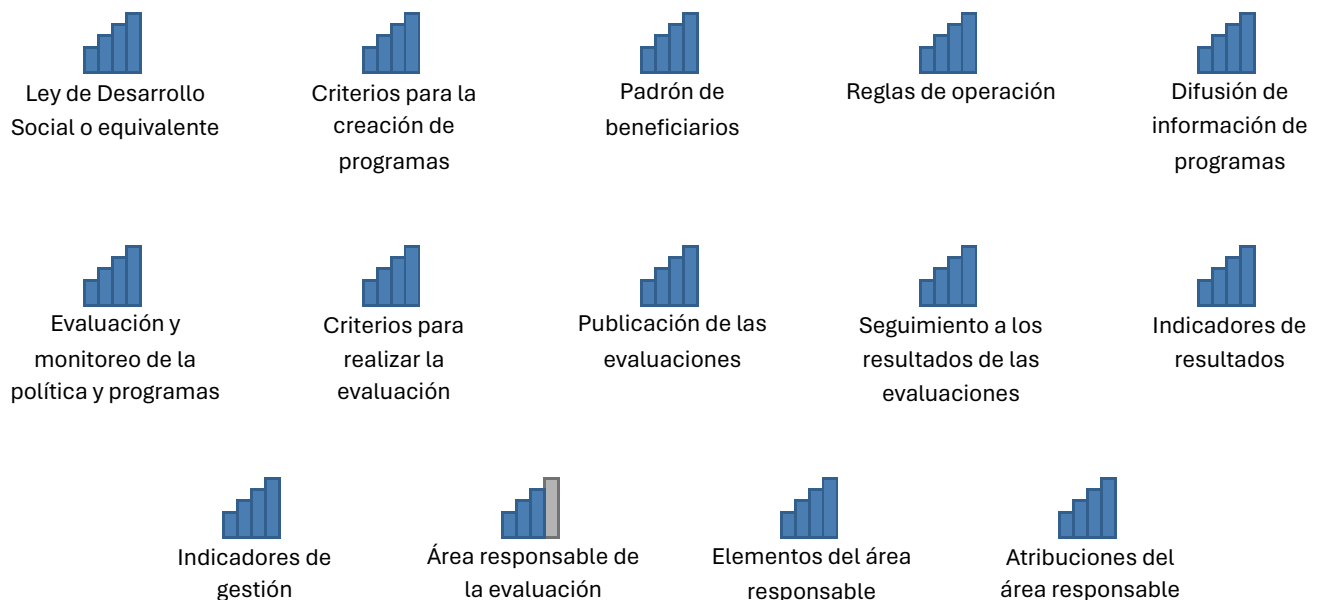 Ley de Desarrollo
Social o equivalente
Criterios para la
creación de
programas
Padrón de
beneficiarios
Reglas de operación
Difusión de
información de
programas
Evaluación y
monitoreo de la
política y programas
Criterios para
realizar la
evaluación
Publicación de las
evaluaciones
Seguimiento a los
resultados de las
evaluaciones
Indicadores de
resultados
Indicadores de
gestión
Área responsable de
la evaluación
Elementos del área
responsable
Atribuciones del
área responsable